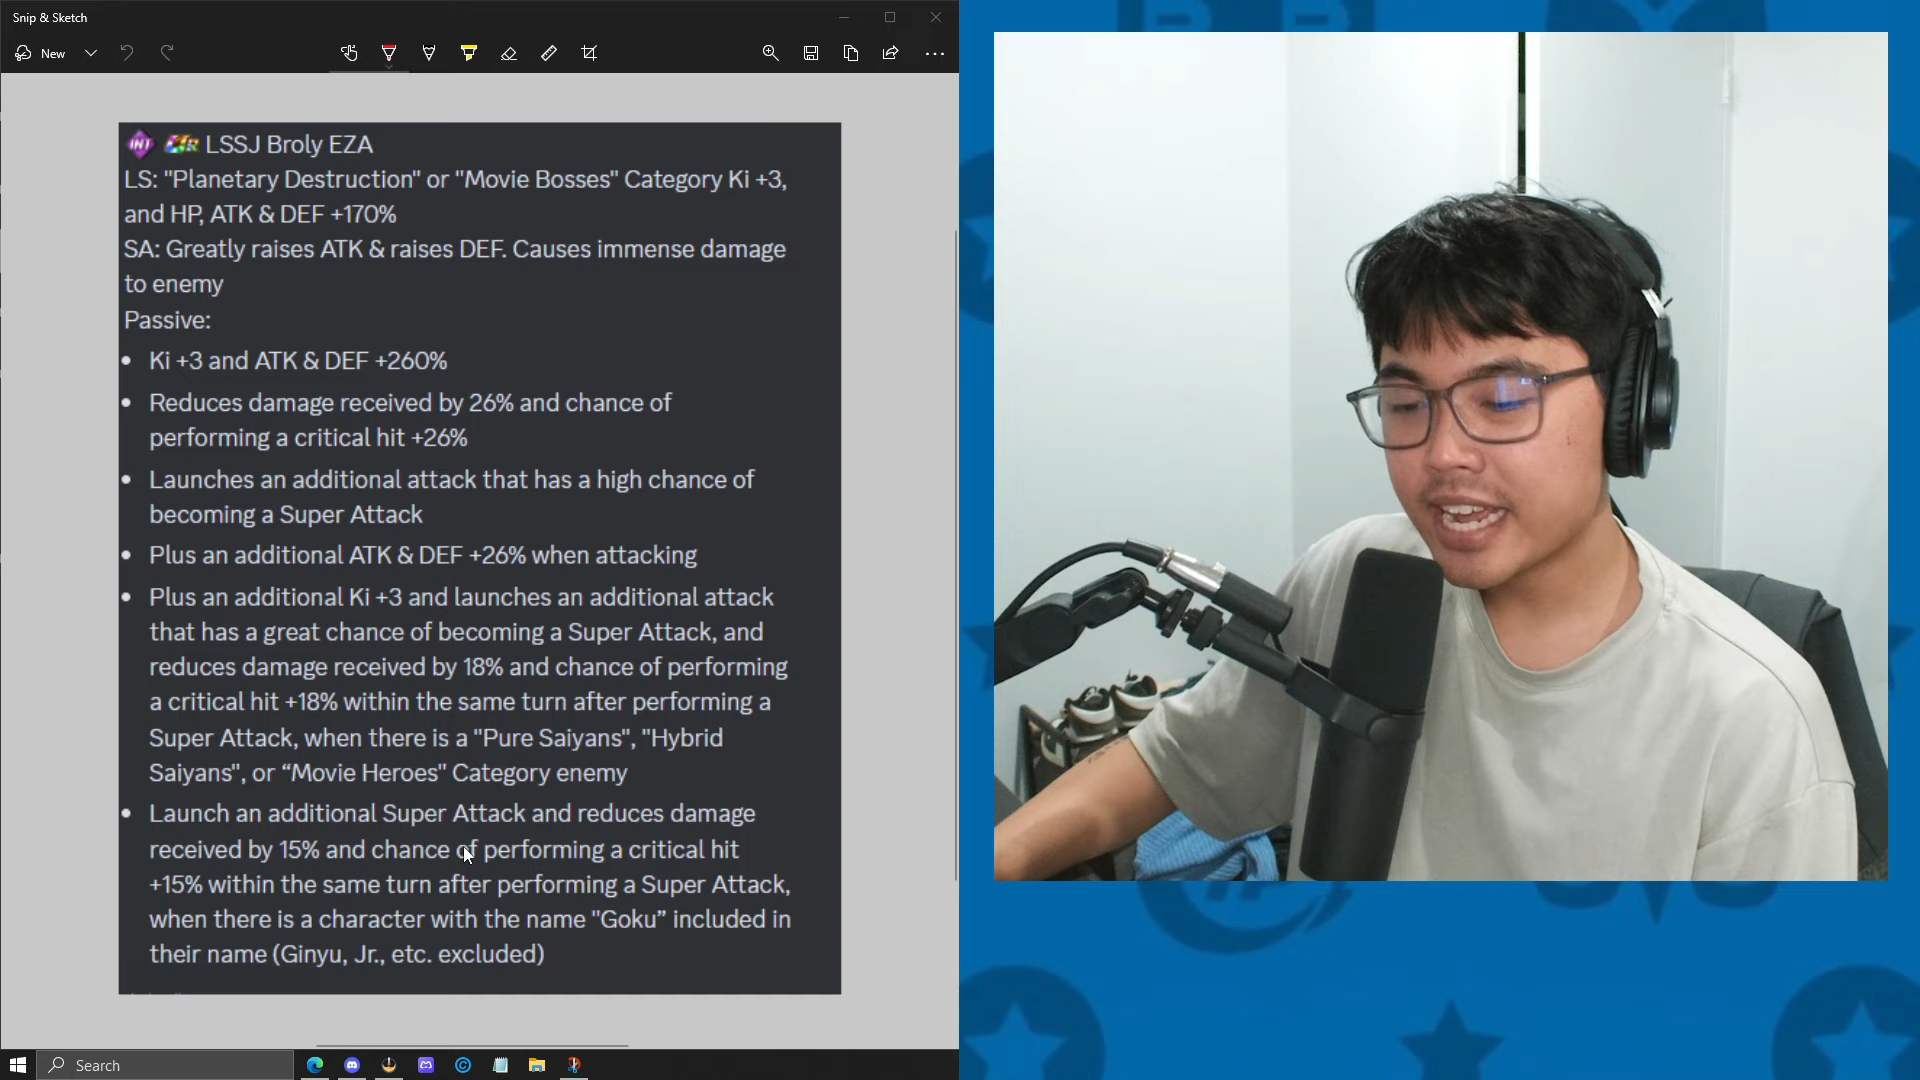 Snip & Sketch
New
INT LR LSSJ Broly EZA
LS: "Planetary Destruction" or "Movie Bosses" Category Ki +3,
and HP, ATK & DEF +170%
SA: Greatly raises ATK & raises DEF. Causes immense damage
to enemy
Passive:
• Ki +3 and ATK & DEF +260%
• Reduces damage received by 26% and chance of
performing a critical hit +26%
• Launches an additional attack that has a high chance of
becoming a Super Attack
• Plus an additional ATK & DEF +26% when attacking
• Plus an additional Ki +3 and launches an additional attack
that has a great chance of becoming a Super Attack, and
reduces damage received by 18% and chance of performing
a critical hit +18% within the same turn after performing a
Super Attack, when there is a "Pure Saiyans", "Hybrid
Saiyans", or “Movie Heroes" Category enemy
• Launch an additional Super Attack and reduces damage
received by 15% and chance of performing a critical hit
+15% within the same turn after performing a Super Attack,
when there is a character with the name "Goku” included in
their name (Ginyu, Jr., etc. excluded)
Search